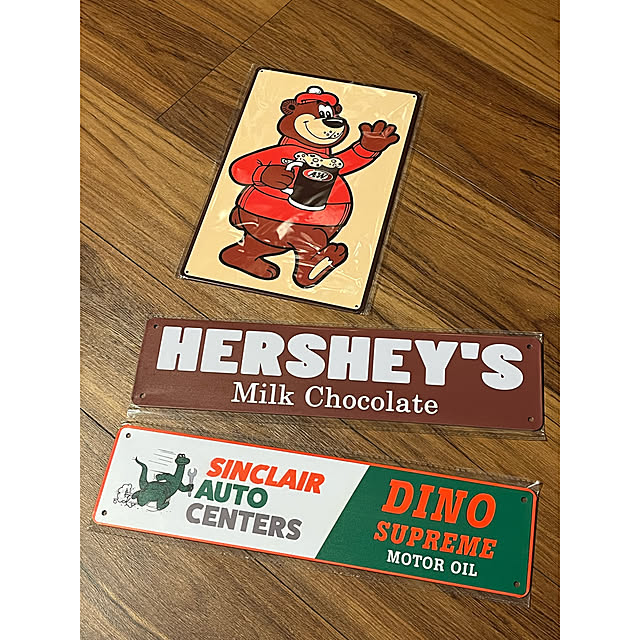 A&W
HERSHEY'S
Milk Chocolate
SINCLAIR
AUTO
CENTERS
DINO
SUPREME
MOTOR OIL